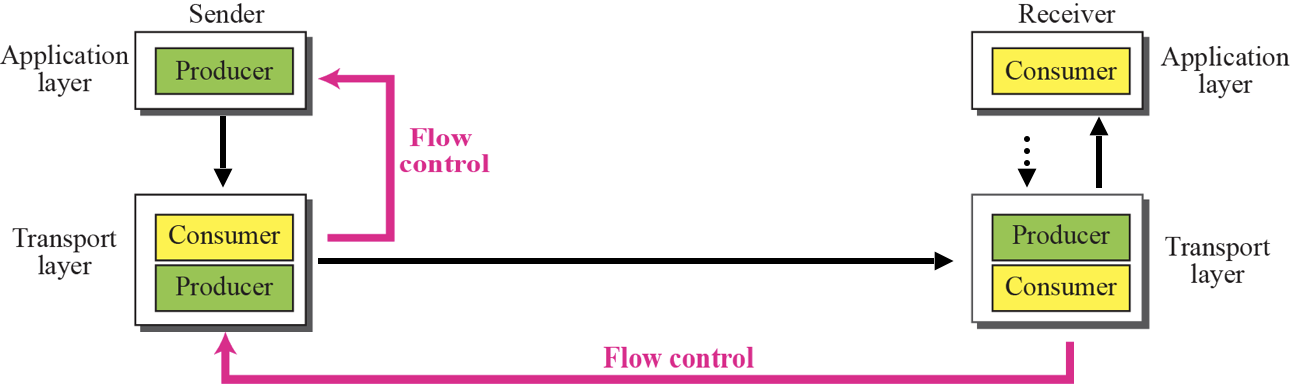 Sender
Receiver
Application
layer
Producer
Consumer
Application
layer
Flow
control
Transport
layer
Consumer
Producer
Producer
Consumer
Transport
layer
Flow control